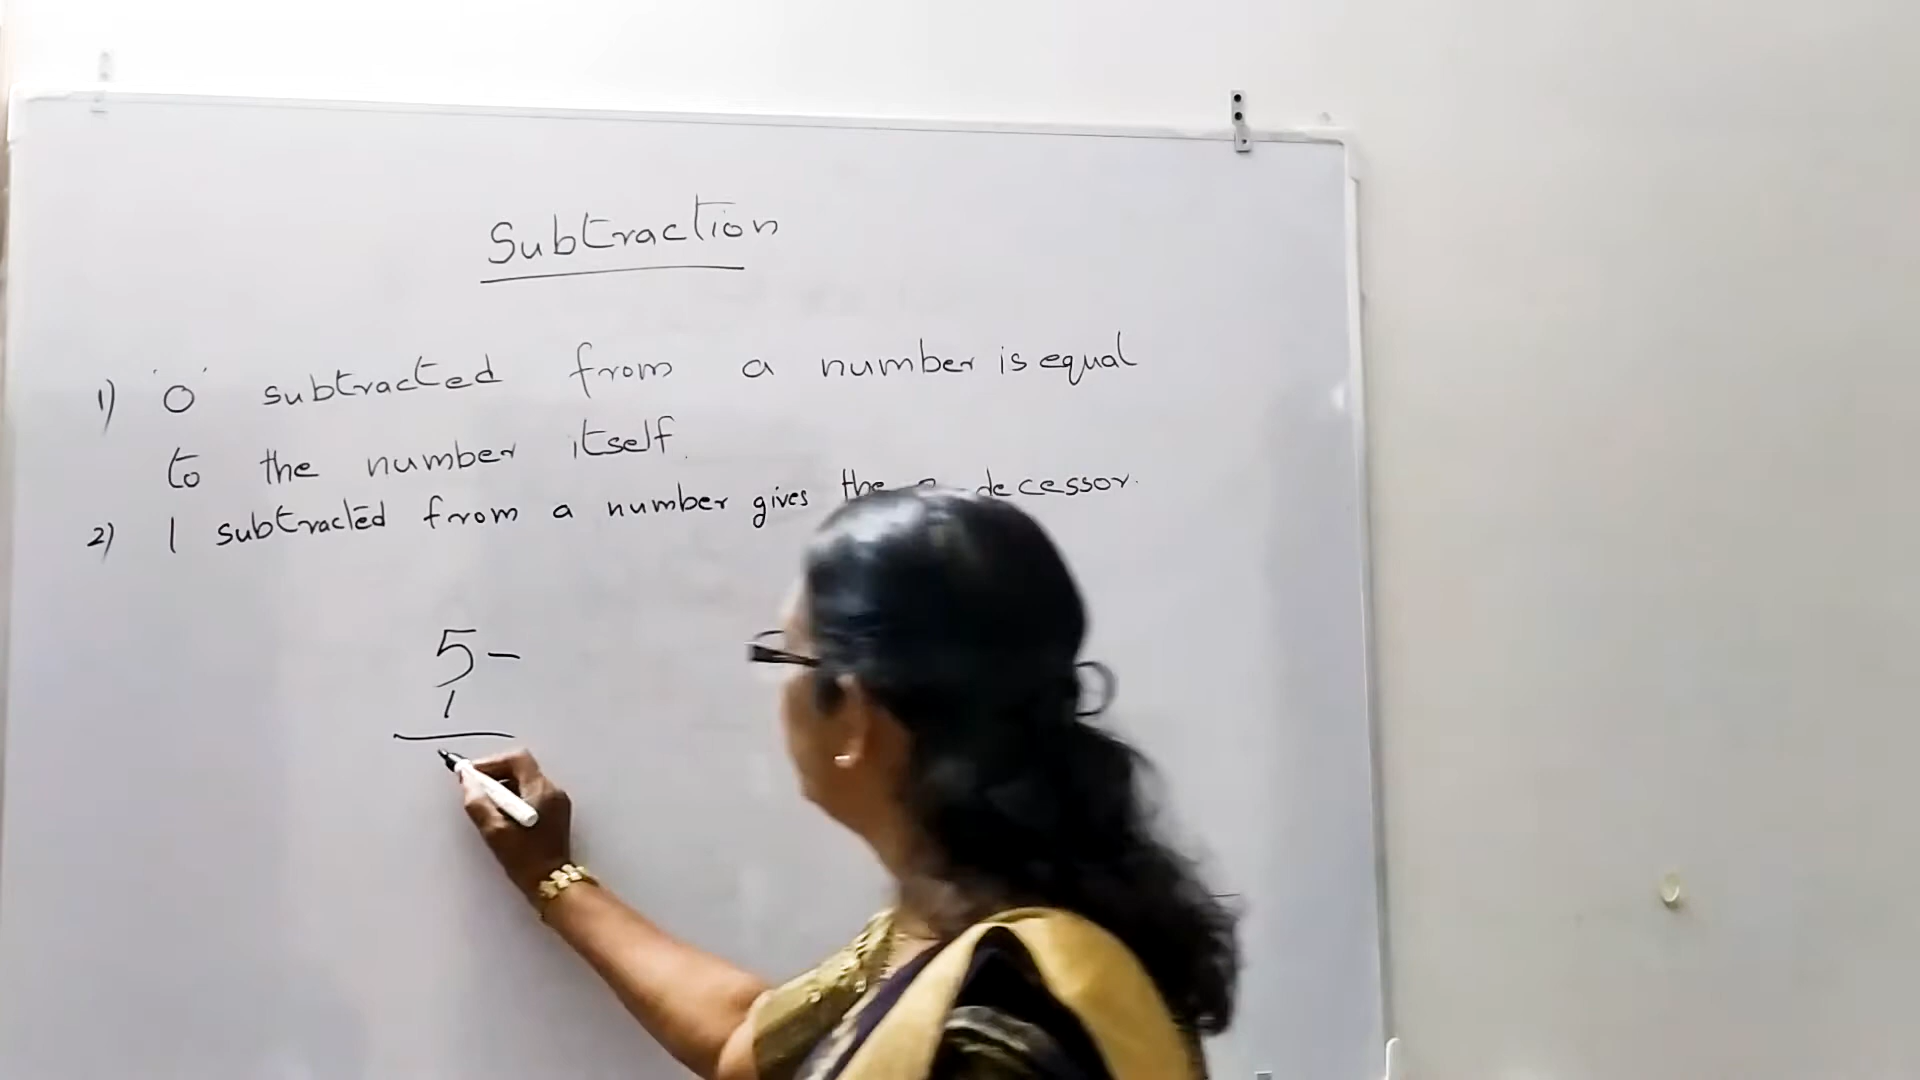 Subtraction
1) 'O' subtracted from a number is equal
to the number itself.
2) 1 subtracted from a number gives the decessor.
5 -
1